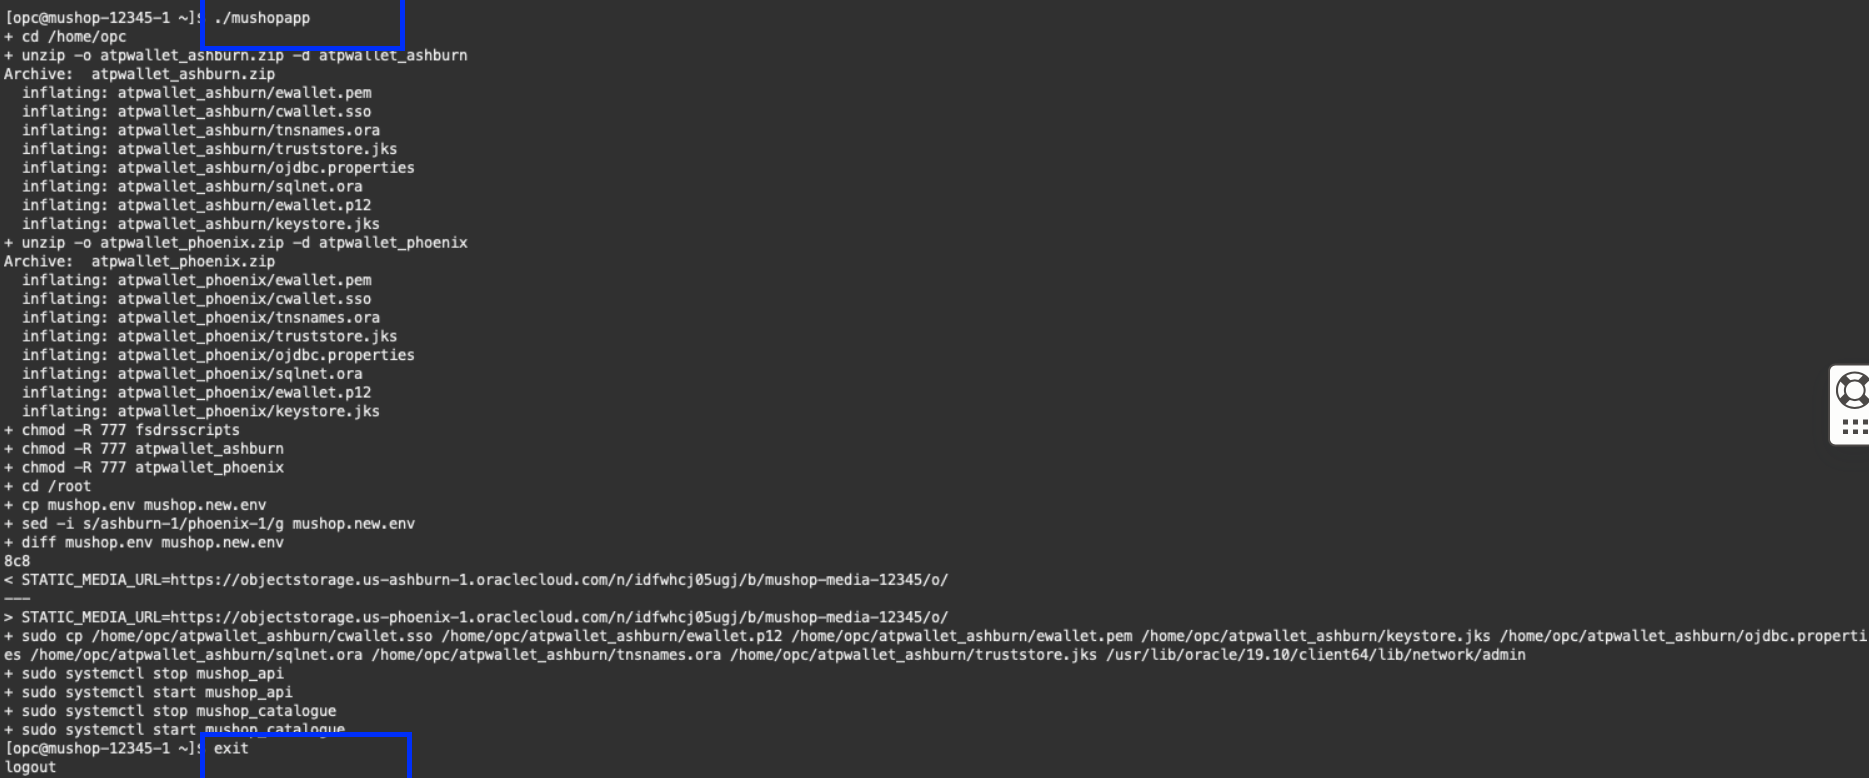 [opc@mushop-12345-1 ~]$ ./mushopapp
+ cd /home/opc
+ unzip -o atpwallet_ashburn.zip -d atpwallet_ashburn
Archive:  atpwallet_ashburn.zip
  inflating: atpwallet_ashburn/ewallet.pem
  inflating: atpwallet_ashburn/cwallet.sso
  inflating: atpwallet_ashburn/tnsnames.ora
  inflating: atpwallet_ashburn/truststore.jks
  inflating: atpwallet_ashburn/ojdbc.properties
  inflating: atpwallet_ashburn/sqlnet.ora
  inflating: atpwallet_ashburn/ewallet.p12
  inflating: atpwallet_ashburn/keystore.jks
+ unzip -o atpwallet_phoenix.zip -d atpwallet_phoenix
Archive:  atpwallet_phoenix.zip
  inflating: atpwallet_phoenix/ewallet.pem
  inflating: atpwallet_phoenix/cwallet.sso
  inflating: atpwallet_phoenix/tnsnames.ora
  inflating: atpwallet_phoenix/truststore.jks
  inflating: atpwallet_phoenix/ojdbc.properties
  inflating: atpwallet_phoenix/sqlnet.ora
  inflating: atpwallet_phoenix/ewallet.p12
  inflating: atpwallet_phoenix/keystore.jks
+ chmod -R 777 fsdrsscripts
+ chmod -R 777 atpwallet_ashburn
+ chmod -R 777 atpwallet_phoenix
+ cd /root
+ cp mushop.env mushop.new.env
+ sed -i s/ashburn-1/phoenix-1/g mushop.new.env
+ diff mushop.env mushop.new.env
8c8
< STATIC_MEDIA_URL=https://objectstorage.us-ashburn-1.oraclecloud.com/n/idfwhcj05ugj/b/mushop-media-12345/o/
---
> STATIC_MEDIA_URL=https://objectstorage.us-phoenix-1.oraclecloud.com/n/idfwhcj05ugj/b/mushop-media-12345/o/
+ sudo cp /home/opc/atpwallet_ashburn/cwallet.sso /home/opc/atpwallet_ashburn/ewallet.p12 /home/opc/atpwallet_ashburn/ewallet.pem /home/opc/atpwallet_ashburn/keystore.jks /home/opc/atpwallet_ashburn/ojdbc.properti
es /home/opc/atpwallet_ashburn/sqlnet.ora /home/opc/atpwallet_ashburn/tnsnames.ora /home/opc/atpwallet_ashburn/truststore.jks /usr/lib/oracle/19.10/client64/lib/network/admin
+ sudo systemctl stop mushop_api
+ sudo systemctl start mushop_api
+ sudo systemctl stop mushop_catalogue
+ sudo systemctl start mushop_catalogue
[opc@mushop-12345-1 ~]$ exit
logout